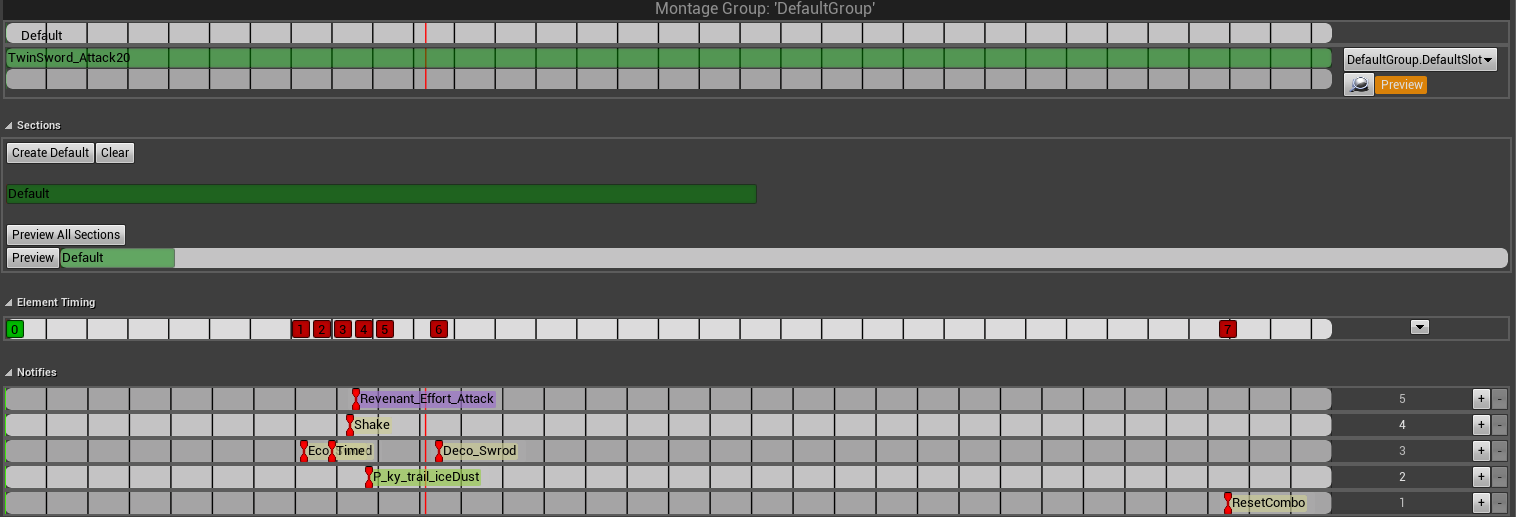 Montage Group: 'DefaultGroup'
Default
TwinSword_Attack20
DefaultGroup.DefaultSlot
Preview
Sections
Create Default Clear
Default
Preview All Sections
Preview Default
Element Timing
0 1 2 3 4 5 6 7
Notifies
Revenant_Effort_Attack 5 + -
Shake 4 + -
Eco Timed Deco_Swrod 3 + -
P_ky_trail_iceDust 2 + -
ResetCombo 1 + -